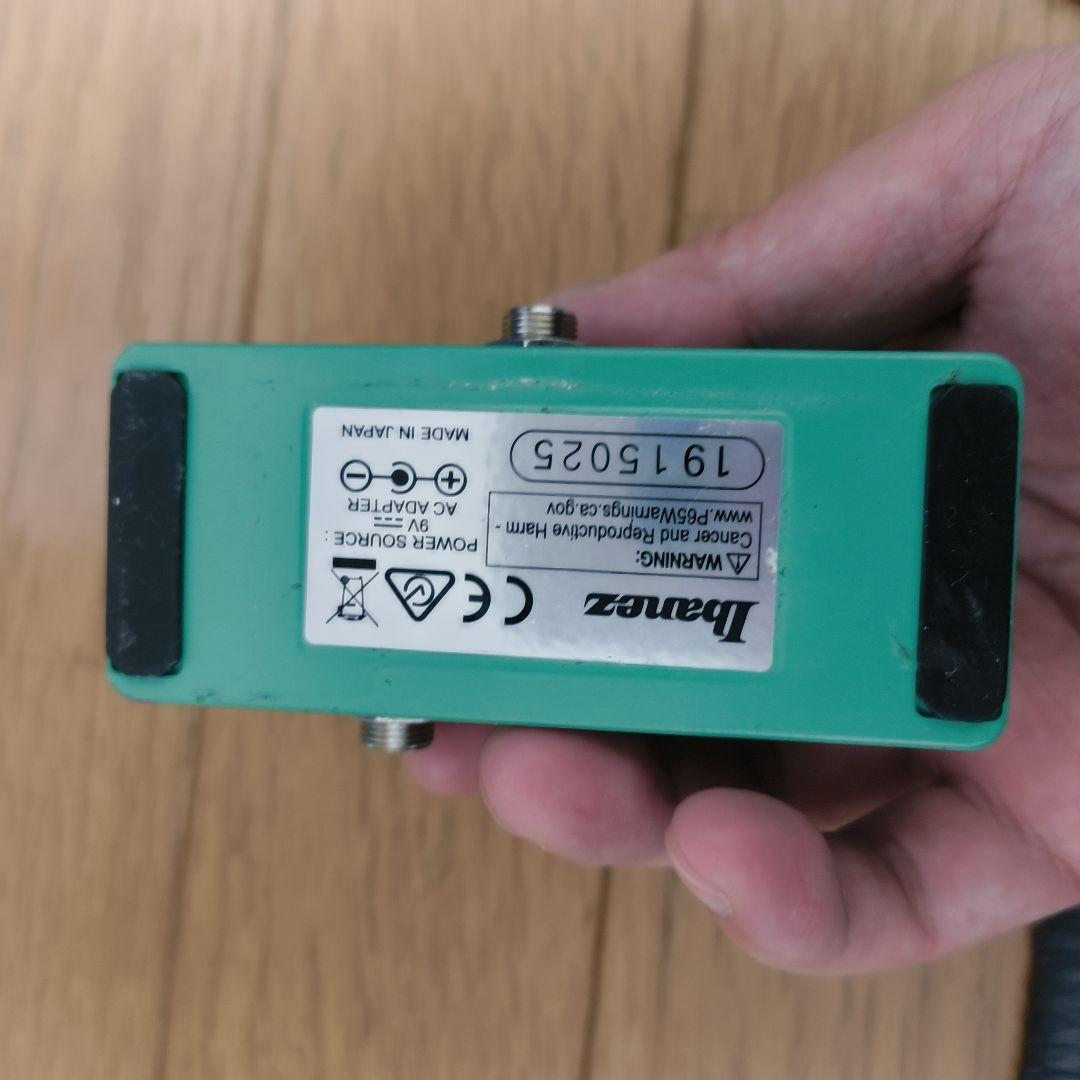 Ibanez
⚠ WARNING:
Cancer and Reproductive Harm -
www.P65Warnings.ca.gov
1915025
CE
POWER SOURCE :
9V
AC ADAPTER
MADE IN JAPAN